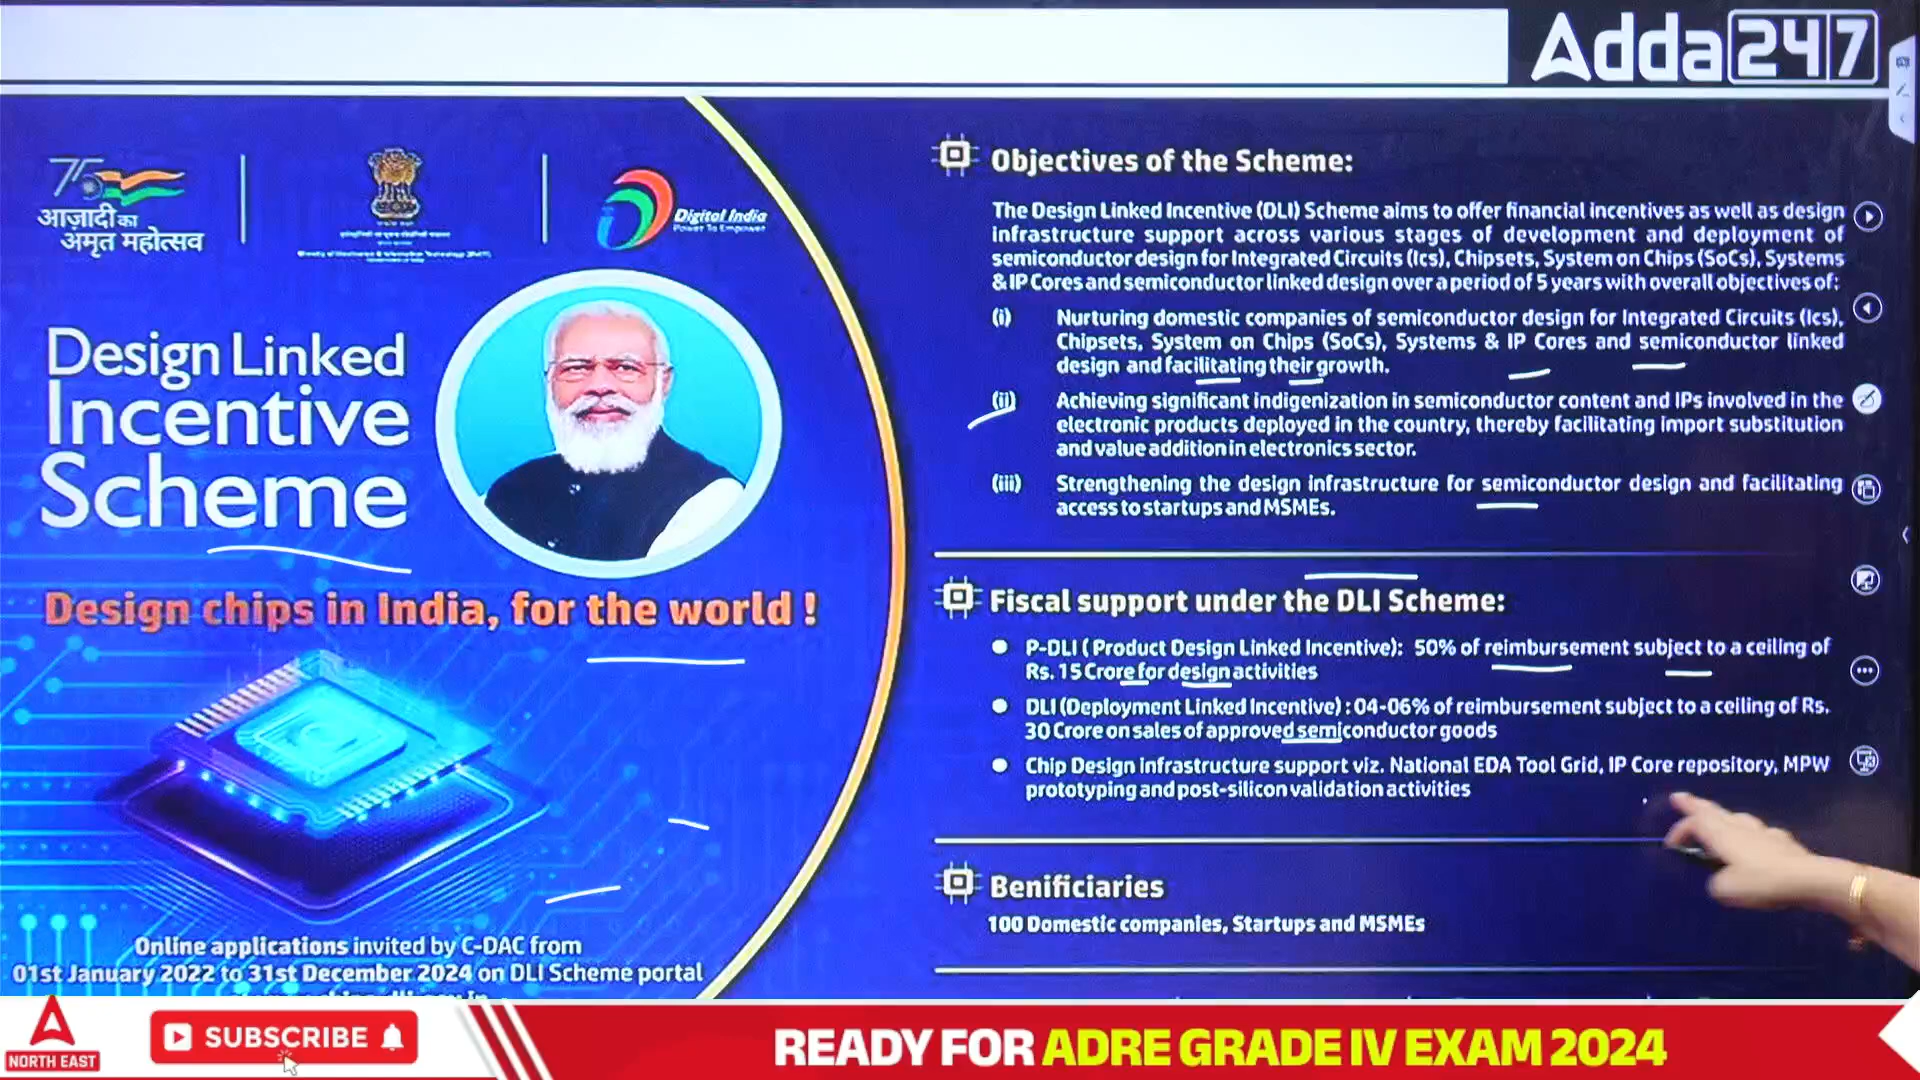 Adda247
75
आज़ादी का
अमृत महोत्सव
Digital India
Power To Empower
Design Linked
Incentive
Scheme
Design chips in India, for the world !
Online applications invited by C-DAC from
01st January 2022 to 31st December 2024 on DLI Scheme portal
Objectives of the Scheme:
The Design Linked Incentive (DLI) Scheme aims to offer financial incentives as well as design
infrastructure support across various stages of development and deployment of
semiconductor design for Integrated Circuits (Ics), Chipsets, System on Chips (SoCs), Systems
& IP Cores and semiconductor linked design over a period of 5 years with overall objectives of:
(i) Nurturing domestic companies of semiconductor design for Integrated Circuits (Ics),
Chipsets, System on Chips (SoCs), Systems & IP Cores and semiconductor linked
design and facilitating their growth.
(ii) Achieving significant indigenization in semiconductor content and IPs involved in the
electronic products deployed in the country, thereby facilitating import substitution
and value addition in electronics sector.
(iii) Strengthening the design infrastructure for semiconductor design and facilitating
access to startups and MSMEs.
Fiscal support under the DLI Scheme:
P-DLI ( Product Design Linked Incentive): 50% of reimbursement subject to a ceiling of
Rs. 15 Crore for design activities
DLI (Deployment Linked Incentive) : 04-06% of reimbursement subject to a ceiling of Rs.
30 Crore on sales of approved semiconductor goods
Chip Design infrastructure support viz. National EDA Tool Grid, IP Core repository, MPW
prototyping and post-silicon validation activities
Benificiaries
100 Domestic companies, Startups and MSMEs
NORTH EAST
SUBSCRIBE
READY FOR ADRE GRADE IV EXAM 2024